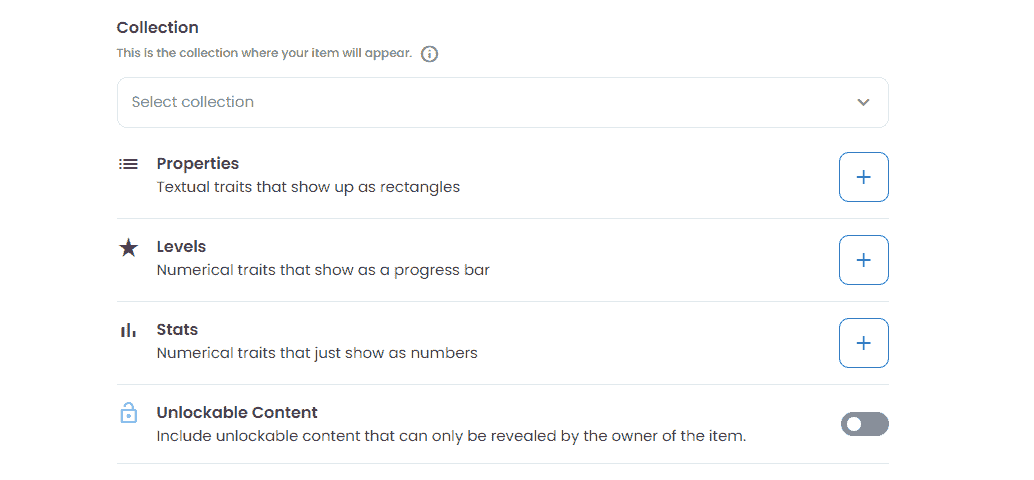 Collection
This is the collection where your item will appear.
Select collection
Properties
Textual traits that show up as rectangles
Levels
Numerical traits that show as a progress bar
Stats
Numerical traits that just show as numbers
Unlockable Content
Include unlockable content that can only be revealed by the owner of the item.